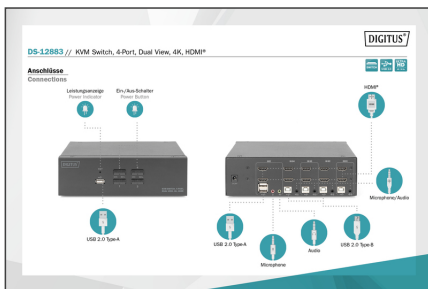 DIGITUS®
DS-12883 // KVM Switch, 4-Port, Dual View, 4K, HDMI®
Anschlüsse
Connections
Leistungsanzeige
Power Indicator
Ein-/Aus-Schalter
Power Button
HDMI®
DIGITUS
USB 2.0 Type-A
USB 2.0 Type-A
Microphone
Audio
USB 2.0 Type-B
Microphone/Audio